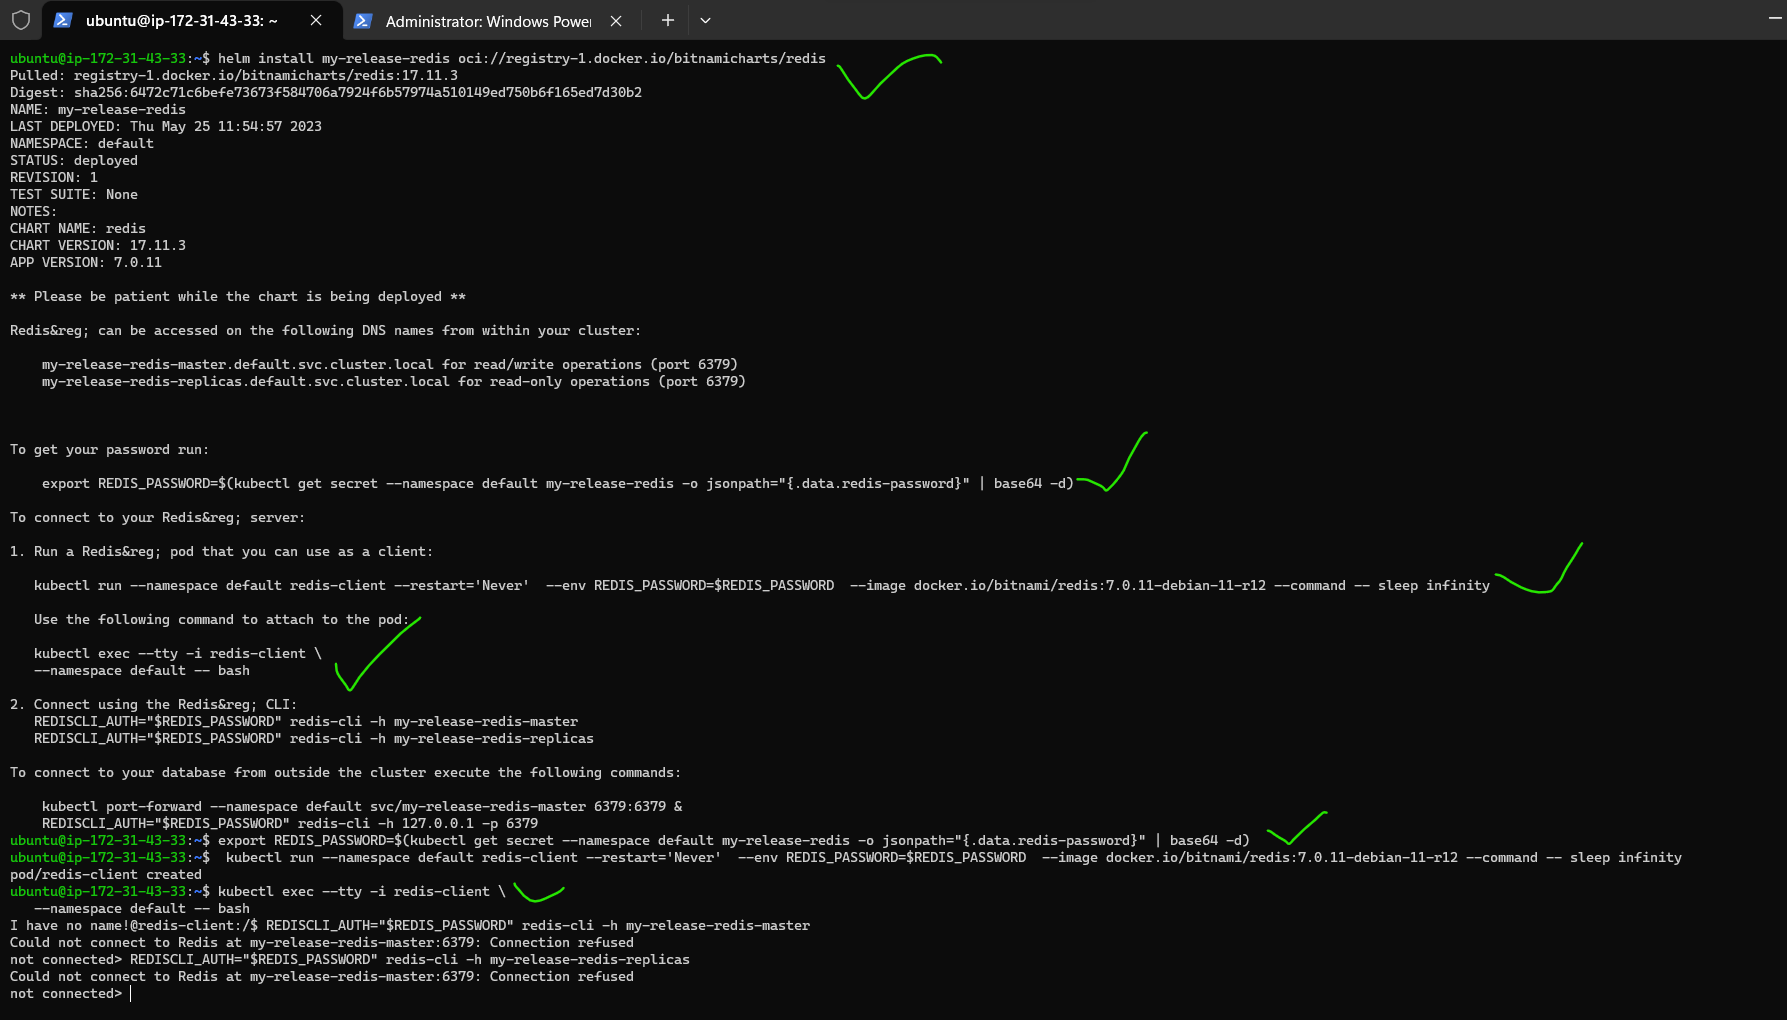 ubuntu@ip-172-31-43-33: ~
Administrator: Windows Power
ubuntu@ip-172-31-43-33:~$ helm install my-release-redis oci://registry-1.docker.io/bitnamicharts/redis
Pulled: registry-1.docker.io/bitnamicharts/redis:17.11.3
Digest: sha256:6472c71c6befe73673f584706a7924f6b57974a510149ed750b6f165ed7d30b2
NAME: my-release-redis
LAST DEPLOYED: Thu May 25 11:54:57 2023
NAMESPACE: default
STATUS: deployed
REVISION: 1
TEST SUITE: None
NOTES:
CHART NAME: redis
CHART VERSION: 17.11.3
APP VERSION: 7.0.11
** Please be patient while the chart is being deployed **
Redis&reg; can be accessed on the following DNS names from within your cluster:
my-release-redis-master.default.svc.cluster.local for read/write operations (port 6379)
my-release-redis-replicas.default.svc.cluster.local for read-only operations (port 6379)
To get your password run:
export REDIS_PASSWORD=$(kubectl get secret --namespace default my-release-redis -o jsonpath="{.data.redis-password}" | base64 -d)
To connect to your Redis&reg; server:
1. Run a Redis&reg; pod that you can use as a client:
kubectl run --namespace default redis-client --restart='Never'  --env REDIS_PASSWORD=$REDIS_PASSWORD  --image docker.io/bitnami/redis:7.0.11-debian-11-r12 --command -- sleep infinity
Use the following command to attach to the pod:
kubectl exec --tty -i redis-client \
--namespace default -- bash
2. Connect using the Redis&reg; CLI:
REDISCLI_AUTH="$REDIS_PASSWORD" redis-cli -h my-release-redis-master
REDISCLI_AUTH="$REDIS_PASSWORD" redis-cli -h my-release-redis-replicas
To connect to your database from outside the cluster execute the following commands:
kubectl port-forward --namespace default svc/my-release-redis-master 6379:6379 &
REDISCLI_AUTH="$REDIS_PASSWORD" redis-cli -h 127.0.0.1 -p 6379
ubuntu@ip-172-31-43-33:~$ export REDIS_PASSWORD=$(kubectl get secret --namespace default my-release-redis -o jsonpath="{.data.redis-password}" | base64 -d)
ubuntu@ip-172-31-43-33:~$  kubectl run --namespace default redis-client --restart='Never'  --env REDIS_PASSWORD=$REDIS_PASSWORD  --image docker.io/bitnami/redis:7.0.11-debian-11-r12 --command -- sleep infinity
pod/redis-client created
ubuntu@ip-172-31-43-33:~$ kubectl exec --tty -i redis-client \
--namespace default -- bash
I have no name!@redis-client:/$ REDISCLI_AUTH="$REDIS_PASSWORD" redis-cli -h my-release-redis-master
Could not connect to Redis at my-release-redis-master:6379: Connection refused
not connected> REDISCLI_AUTH="$REDIS_PASSWORD" redis-cli -h my-release-redis-replicas
Could not connect to Redis at my-release-redis-master:6379: Connection refused
not connected>